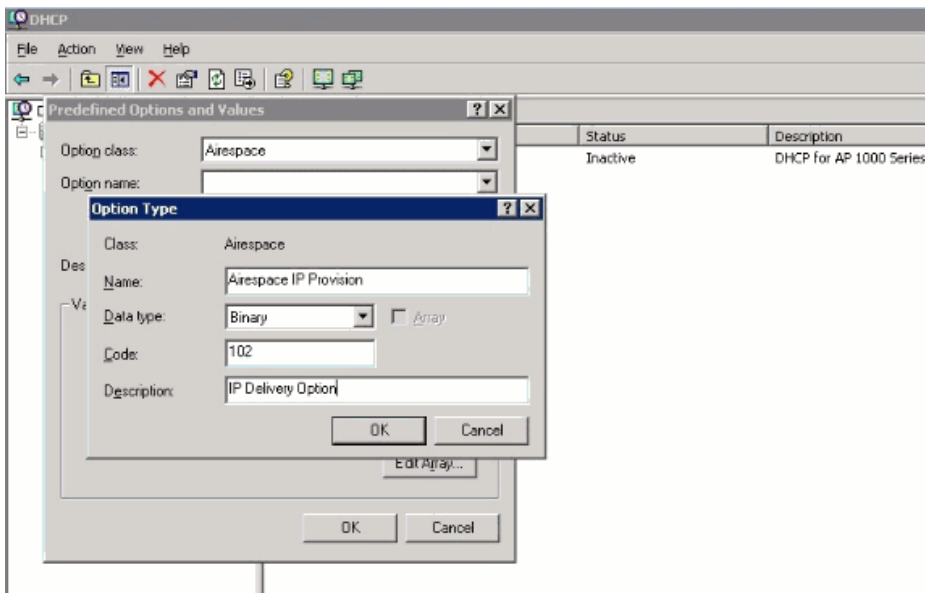 DHCP
File Action View Help
Predefined Options and Values
Status Description
Option class: Airespace
Inactive DHCP for AP 1000 Series
Option name:
Option Type
Class: Airespace
Name: Airespace IP Provision
Data type: Binary Array
Code: 102
Description: IP Delivery Option
OK Cancel
Edit Array...
OK Cancel